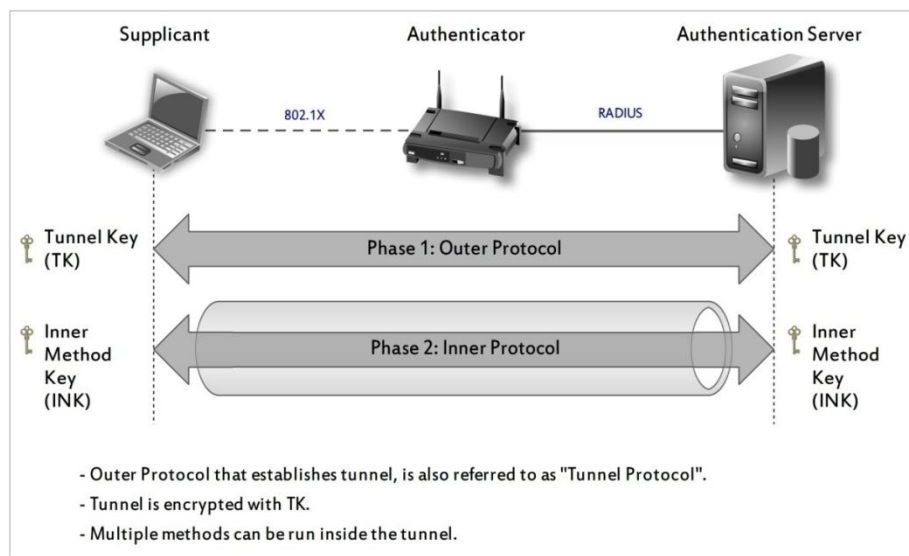 Supplicant
Authenticator
Authentication Server
802.1X
RADIUS
Tunnel Key
(TK)
Phase 1: Outer Protocol
Tunnel Key
(TK)
Inner
Method
Key
(INK)
Phase 2: Inner Protocol
Inner
Method
Key
(INK)
- Outer Protocol that establishes tunnel, is also referred to as "Tunnel Protocol".
- Tunnel is encrypted with TK.
- Multiple methods can be run inside the tunnel.